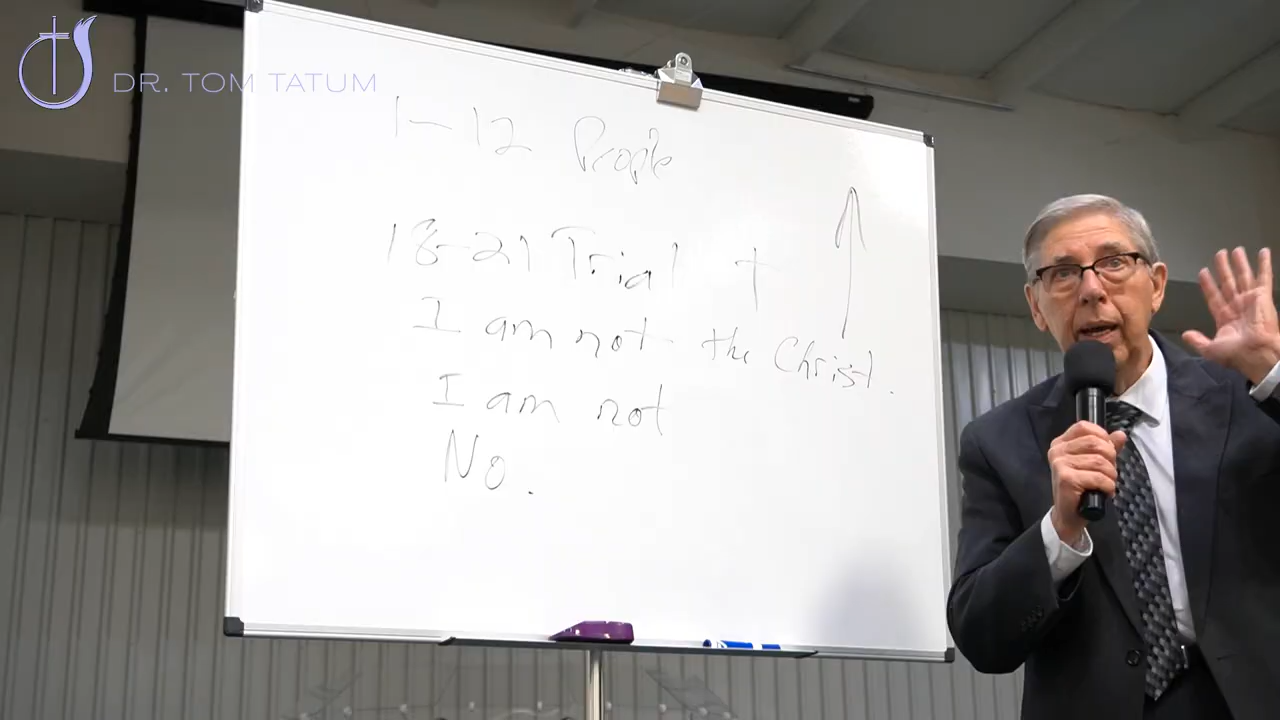 DR. TOM TATUM
1-12 People
18-21 Trial †
I am not the Christ.
I am not
No.